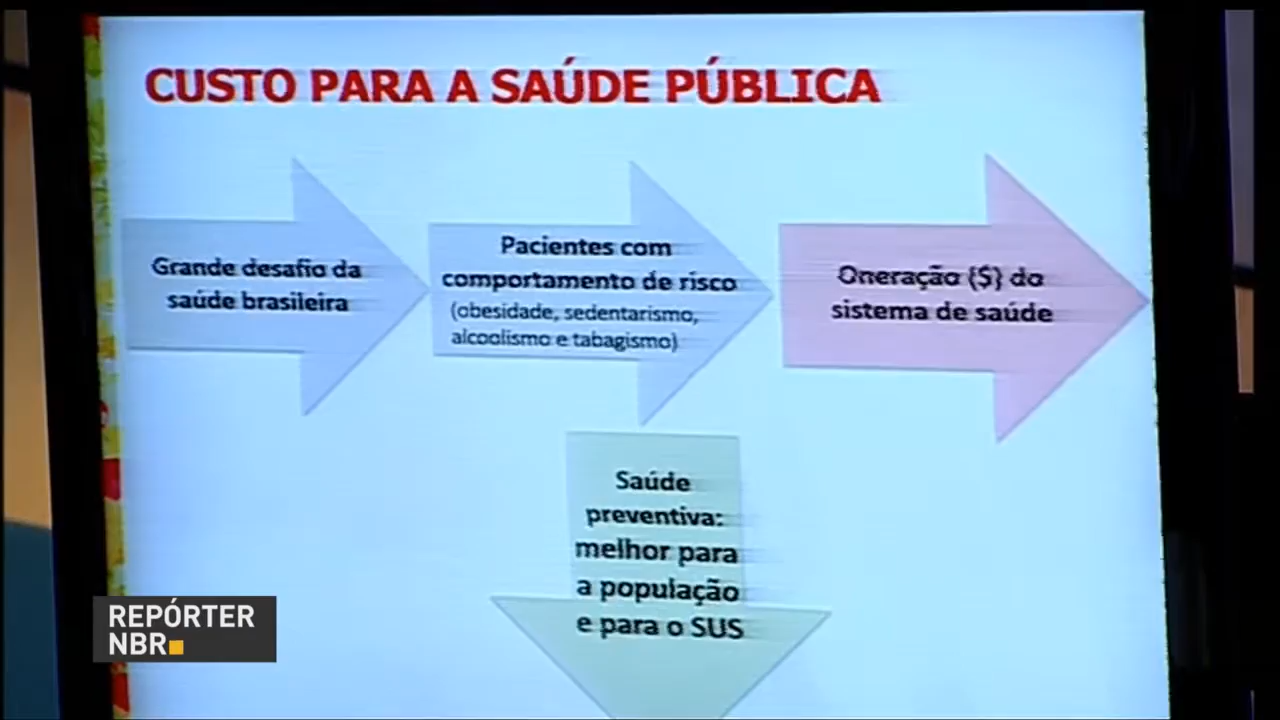 CUSTO PARA A SAÚDE PÚBLICA
Grande desafio da
saúde brasileira
Pacientes com
comportamento de risco
(obesidade, sedentarismo,
alcoolismo e tabagismo)
Oneração ($) do
sistema de saúde
Saúde
preventiva:
melhor para
a população
e para o SUS
REPÓRTER
NBR